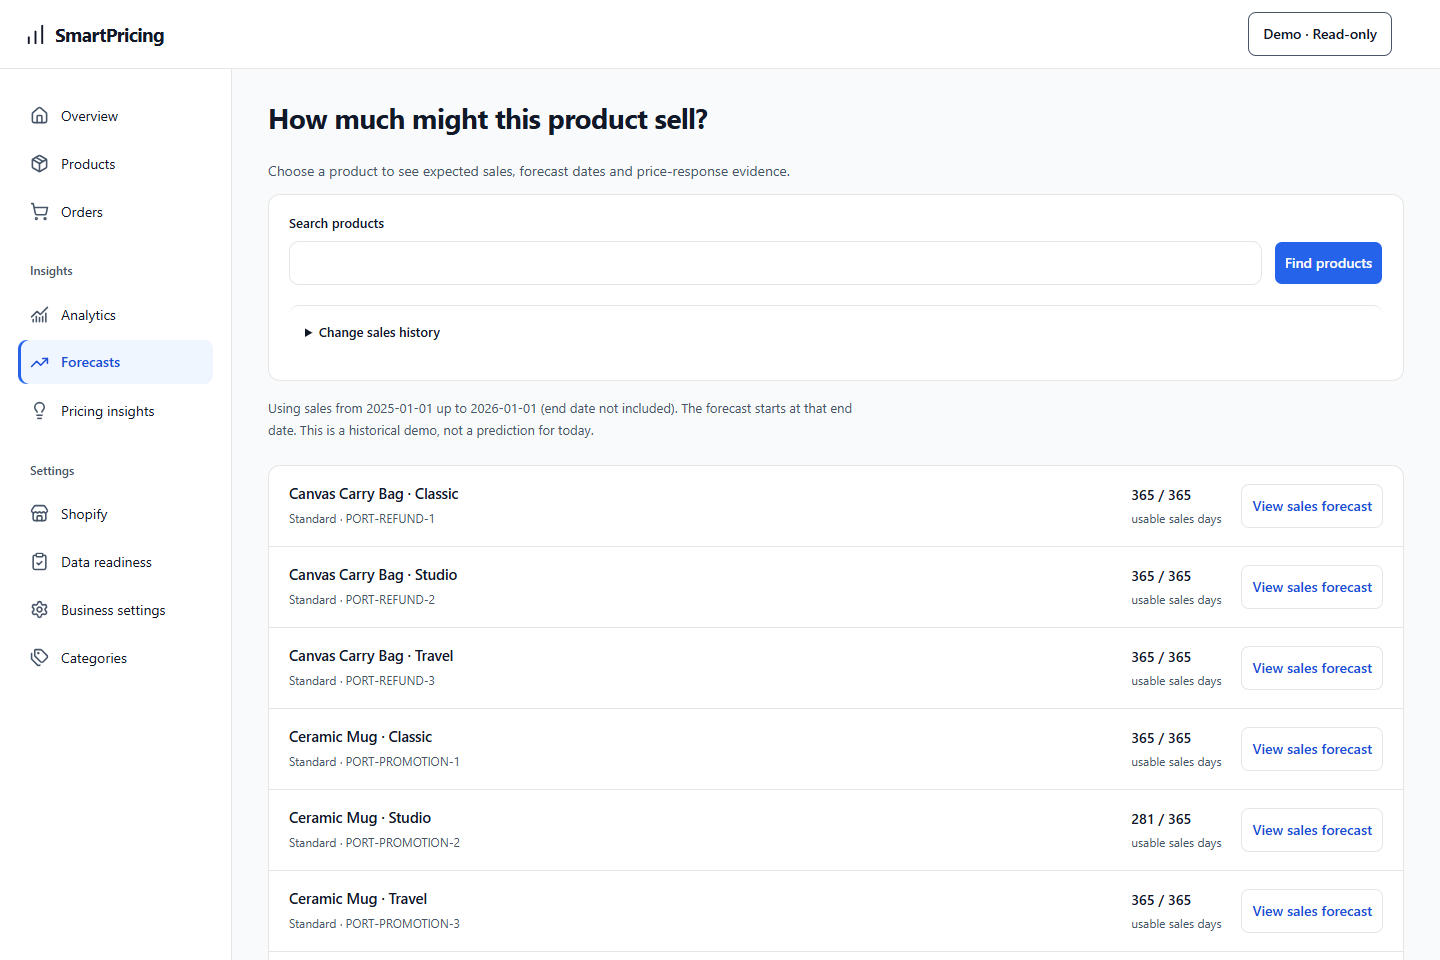 SmartPricing
Demo · Read-only
Overview
Products
Orders
Insights
Analytics
Forecasts
Pricing insights
Settings
Shopify
Data readiness
Business settings
Categories
How much might this product sell?
Choose a product to see expected sales, forecast dates and price-response evidence.
Search products
Find products
Change sales history
Using sales from 2025-01-01 up to 2026-01-01 (end date not included). The forecast starts at that end
date. This is a historical demo, not a prediction for today.
Canvas Carry Bag · Classic
Standard · PORT-REFUND-1
365 / 365
usable sales days
View sales forecast
Canvas Carry Bag · Studio
Standard · PORT-REFUND-2
365 / 365
usable sales days
View sales forecast
Canvas Carry Bag · Travel
Standard · PORT-REFUND-3
365 / 365
usable sales days
View sales forecast
Ceramic Mug · Classic
Standard · PORT-PROMOTION-1
365 / 365
usable sales days
View sales forecast
Ceramic Mug · Studio
Standard · PORT-PROMOTION-2
281 / 365
usable sales days
View sales forecast
Ceramic Mug · Travel
Standard · PORT-PROMOTION-3
365 / 365
usable sales days
View sales forecast